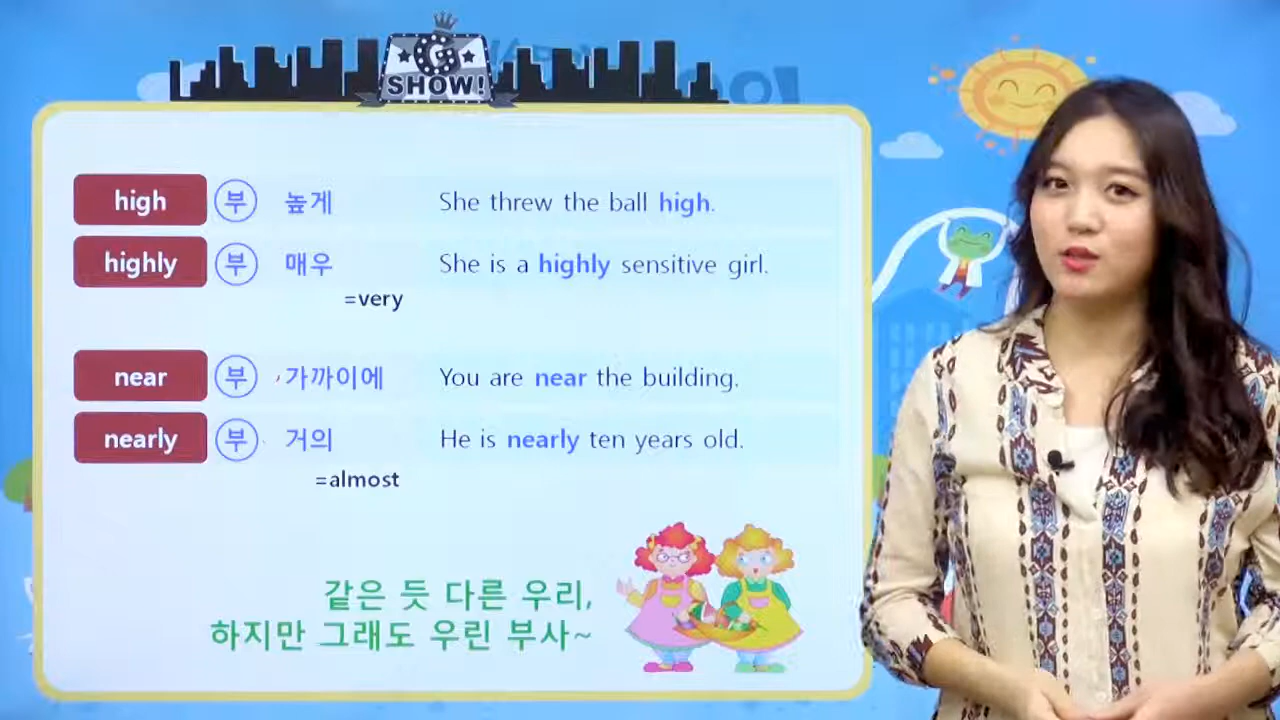 G
SHOW!
high 부 높게 She threw the ball high.
highly 부 매우 She is a highly sensitive girl.
=very
near 부 가까이에 You are near the building.
nearly 부 거의 He is nearly ten years old.
=almost
같은 듯 다른 우리,
하지만 그래도 우린 부사~